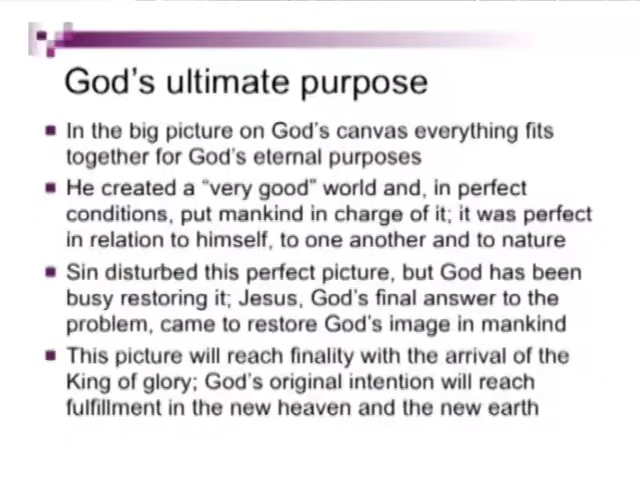 God's ultimate purpose
In the big picture on God's canvas everything fits
together for God's eternal purposes
He created a “very good” world and, in perfect
conditions, put mankind in charge of it; it was perfect
in relation to himself, to one another and to nature
Sin disturbed this perfect picture, but God has been
busy restoring it; Jesus, God's final answer to the
problem, came to restore God's image in mankind
This picture will reach finality with the arrival of the
King of glory; God's original intention will reach
fulfillment in the new heaven and the new earth